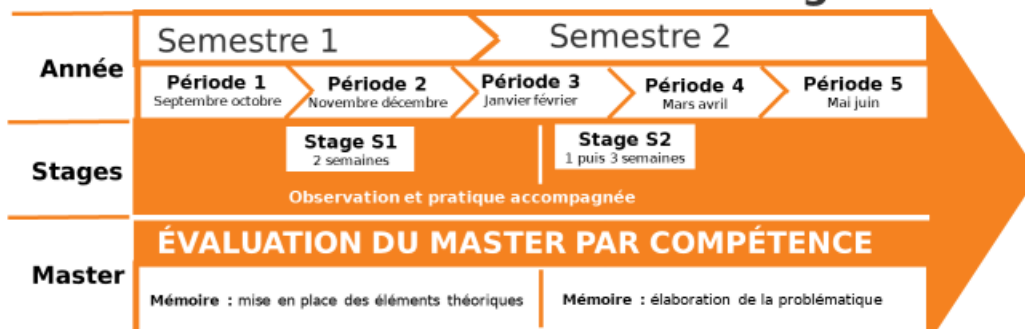 Semestre 1
Semestre 2
Année
Période 1
Septembre octobre
Période 2
Novembre décembre
Période 3
Janvier février
Période 4
Mars avril
Période 5
Mai juin
Stages
Stage S1
2 semaines
Stage S2
1 puis 3 semaines
Observation et pratique accompagnée
Master
ÉVALUATION DU MASTER PAR COMPÉTENCE
Mémoire : mise en place des éléments théoriques
Mémoire : élaboration de la problématique